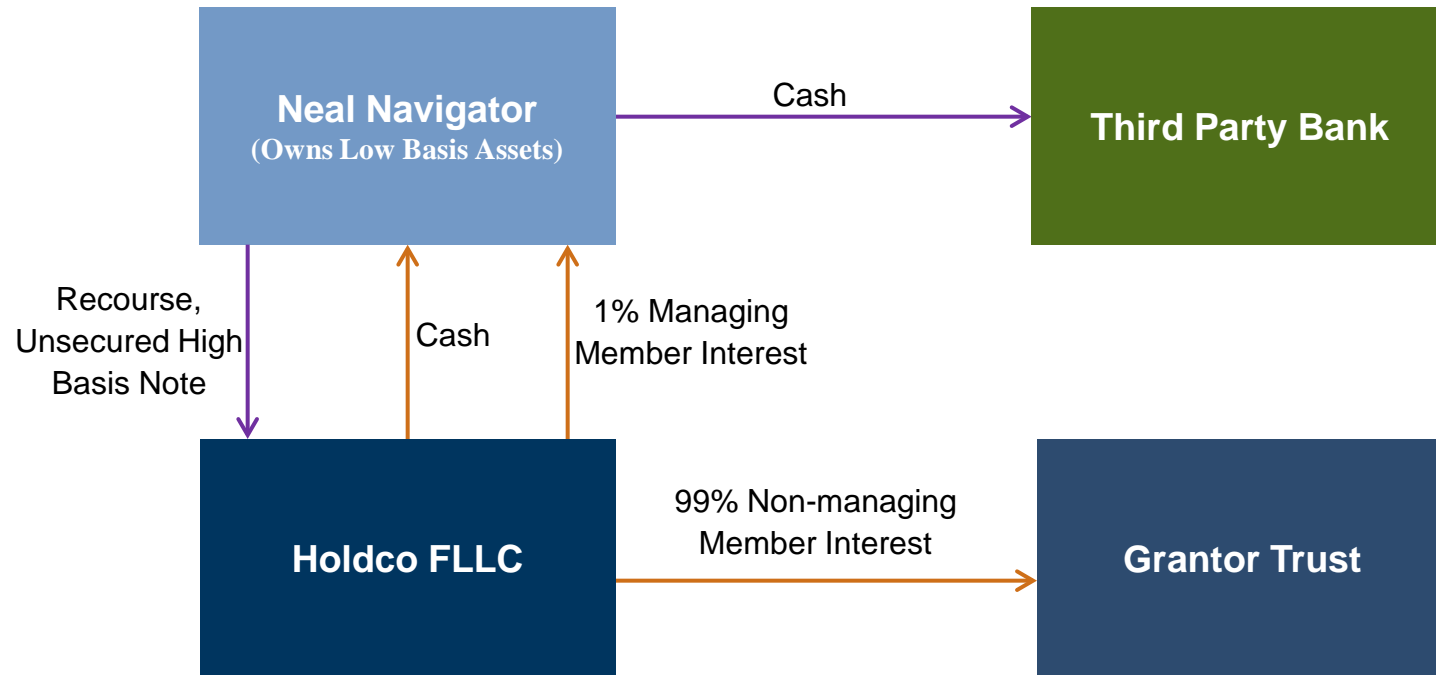 Neal Navigator
(Owns Low Basis Assets)
Cash
Third Party Bank
Recourse,
Unsecured High
Basis Note
Cash
1% Managing
Member Interest
Holdco FLLC
99% Non-managing
Member Interest
Grantor Trust